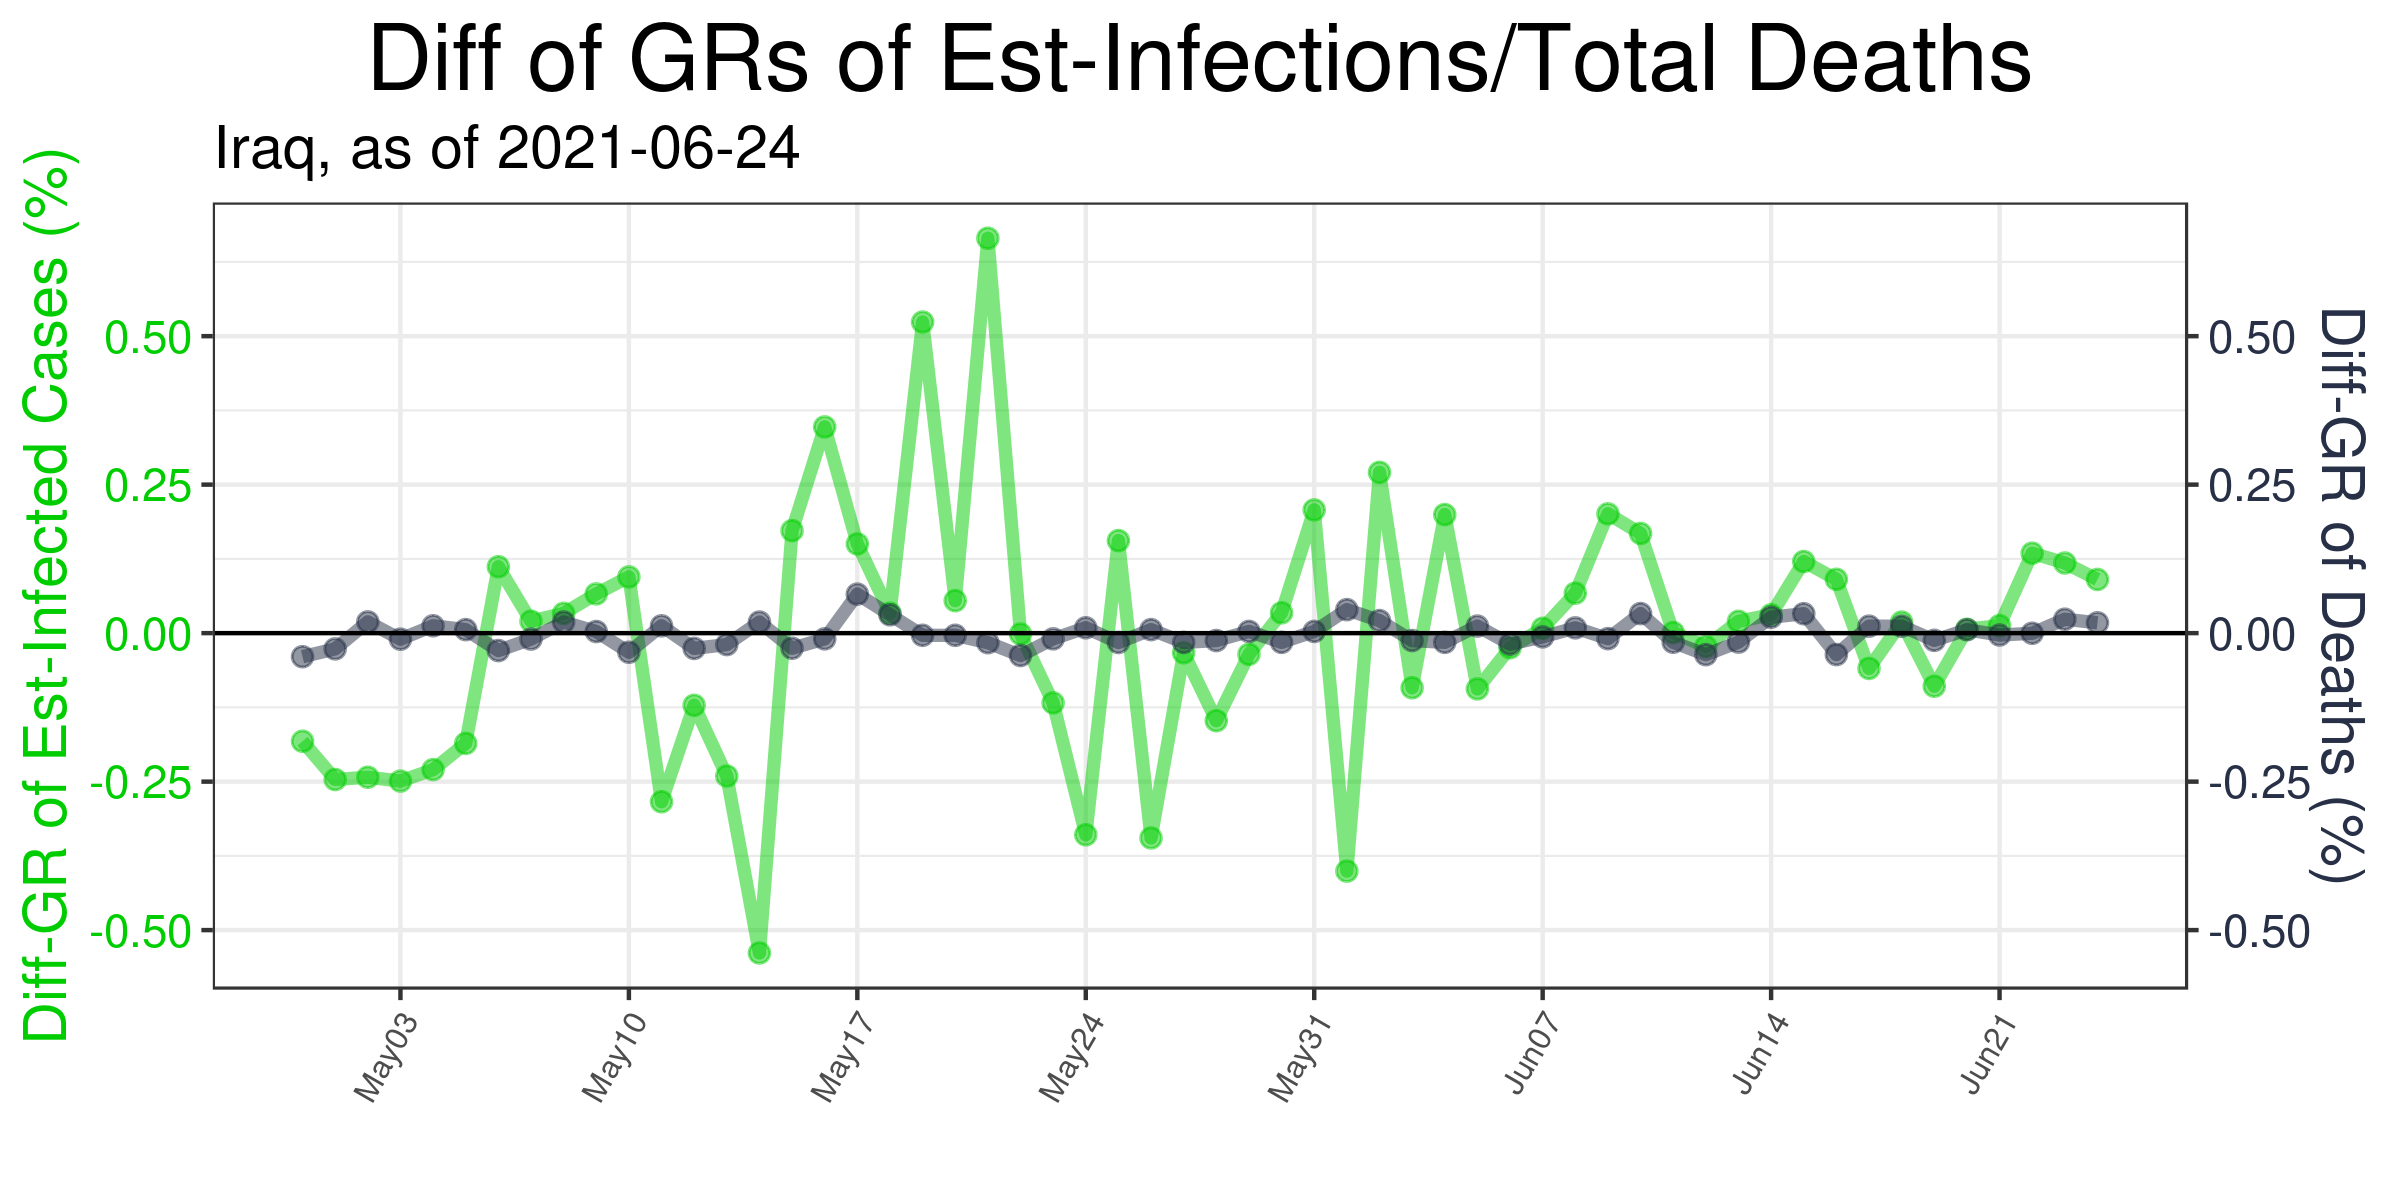 Diff of GRs of Est-Infections/Total Deaths
Iraq, as of 2021-06-24
Diff-GR of Est-Infected Cases (%)
0.50
0.25
0.00
-0.25
-0.50
0.50
0.25
0.00
-0.25
-0.50
Diff-GR of Deaths (%)
May03
May10
May17
May24
May31
Jun07
Jun14
Jun21